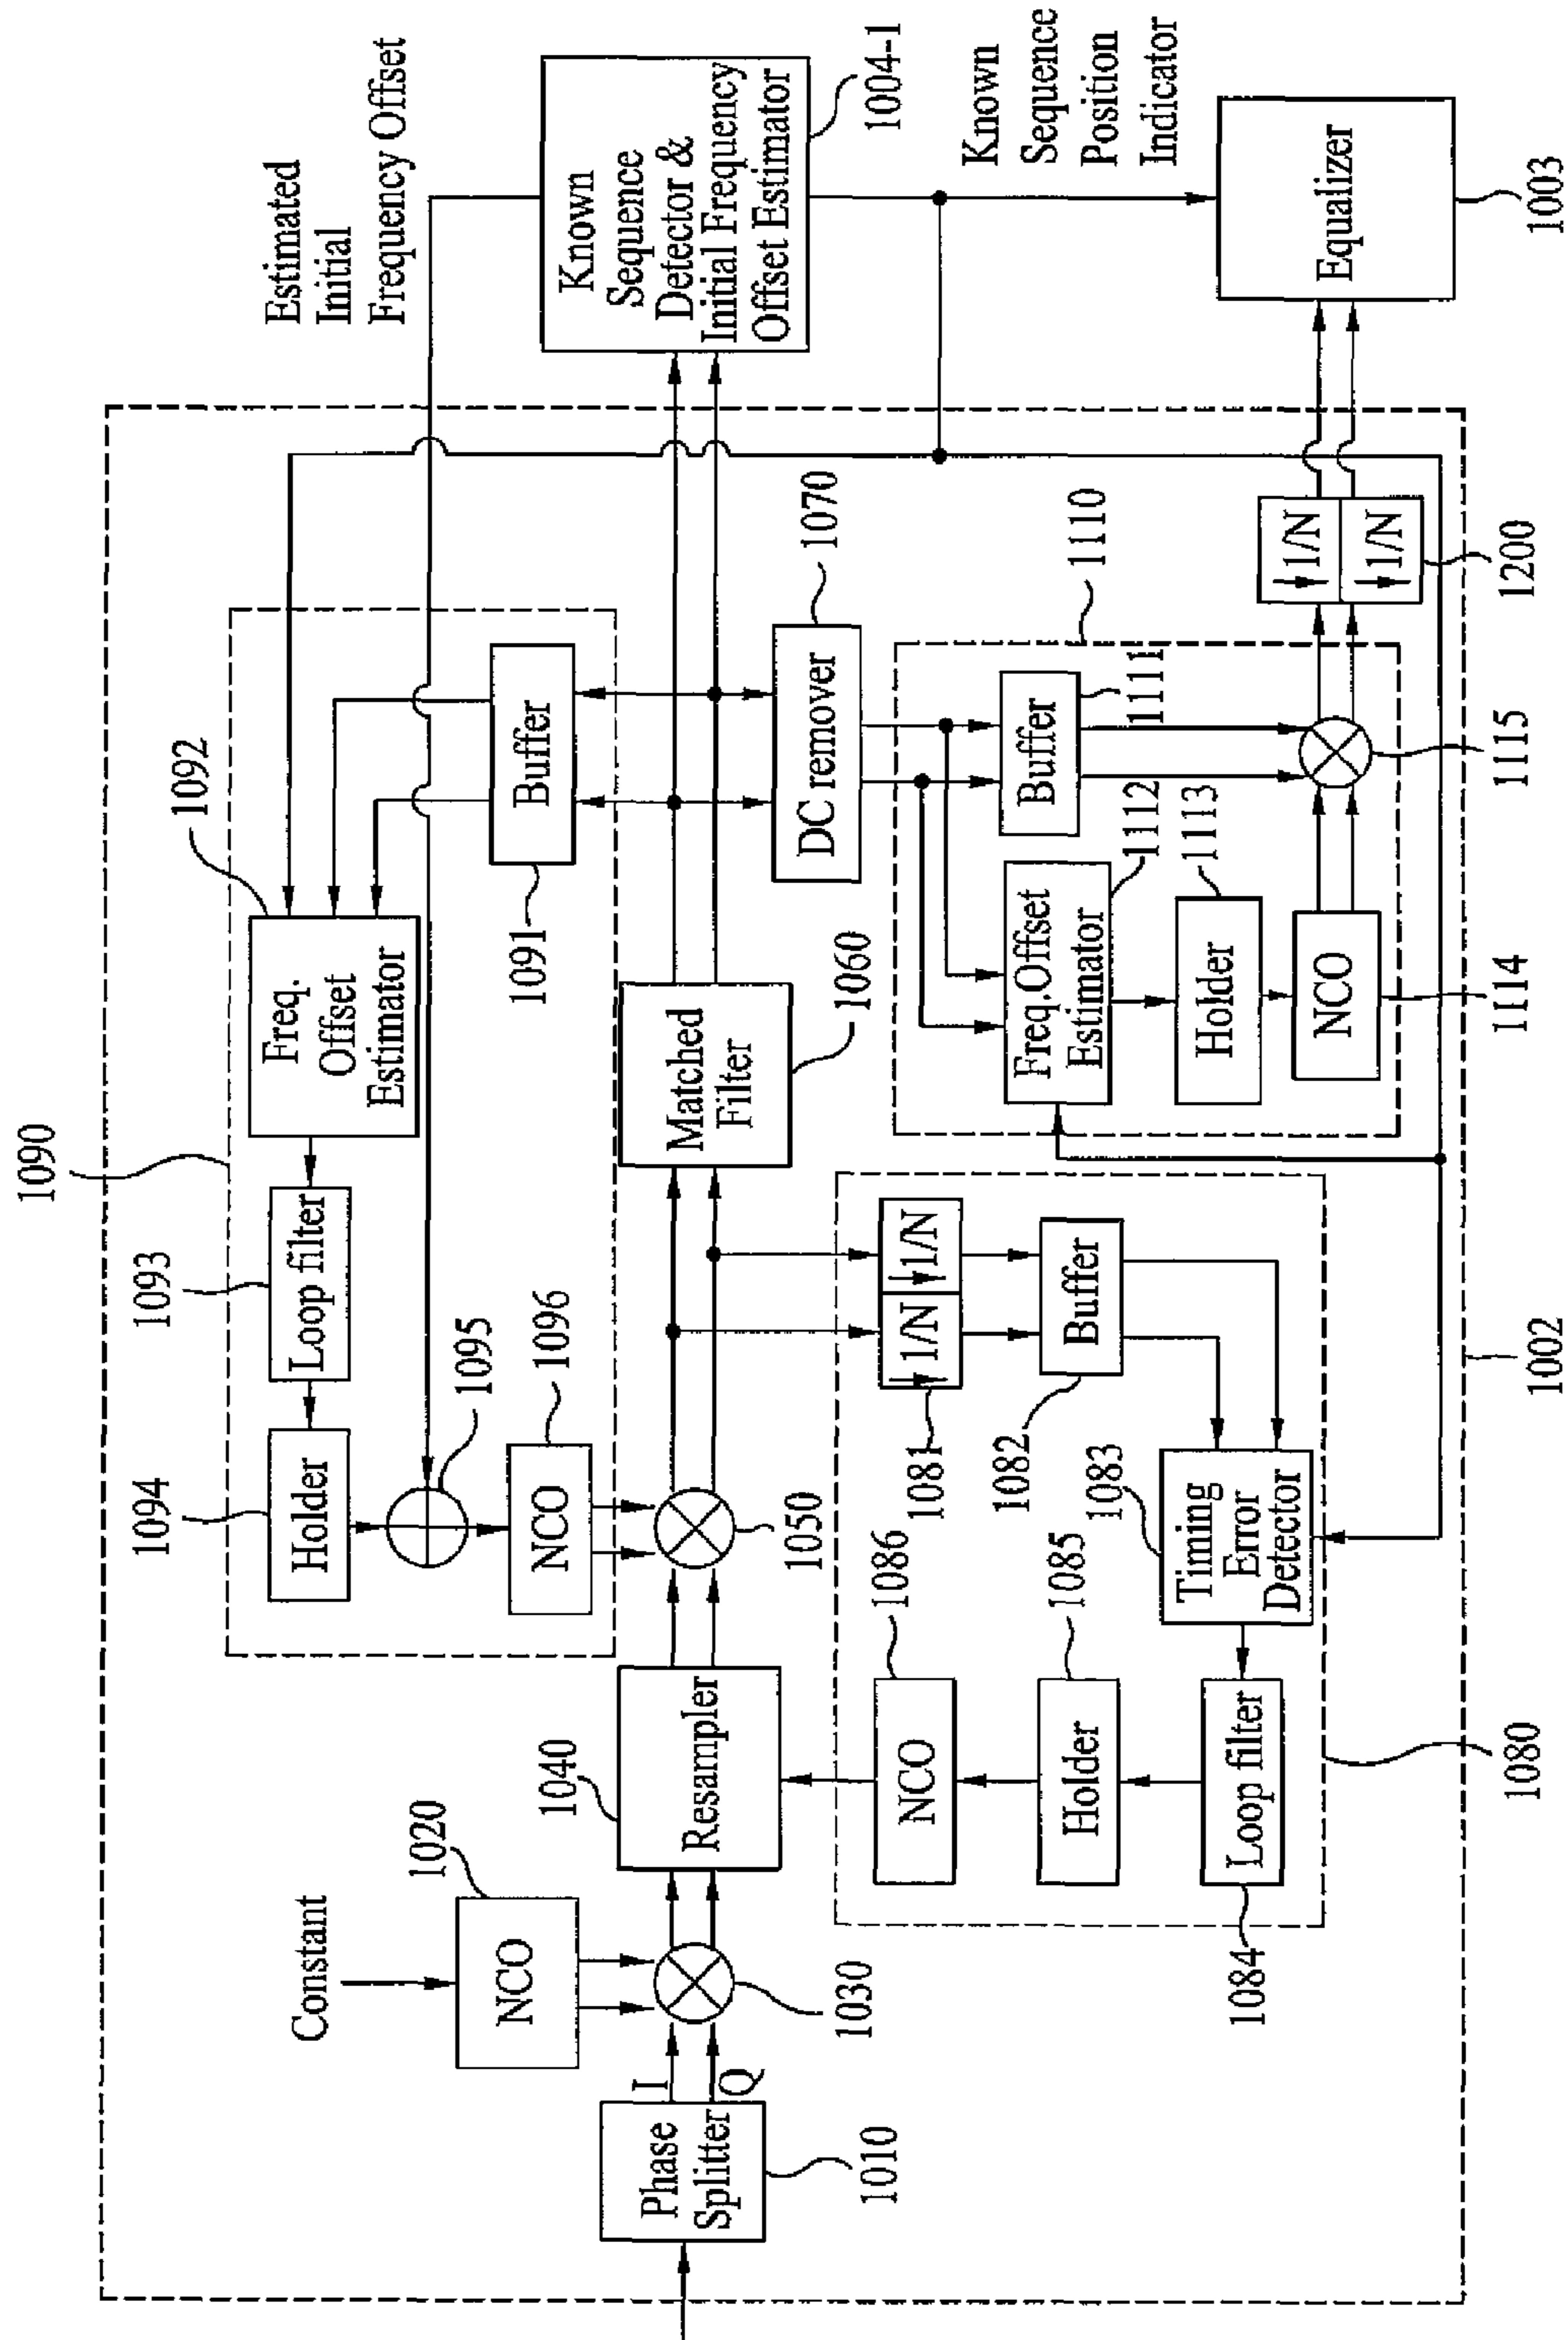 Estimated
Initial
Frequency Offset
1090
1092
Freq.
Offset
Estimator
1093
Loop filter
1094
Holder
1095
1096
NCO
1091
Buffer
Known
Sequence
Detector &
Initial Frequency
Offset Estimator
1004-1
Constant
1020
NCO
1040
Phase
Splitter
I
Q
1010
1030
Resampler
1050
Matched
Filter
1060
1070
DC remover
Known
Sequence
Position
Indicator
1086
NCO
1085
Holder
Loop filter
1084
1083
Timing
Error
Detector
1081
1/N
1/N
1082
Buffer
1080
1110
1111
Buffer
1112
Freq.Offset
Estimator
1113
Holder
NCO
1114
1115
1/N
1/N
1200
Equalizer
1003
1002